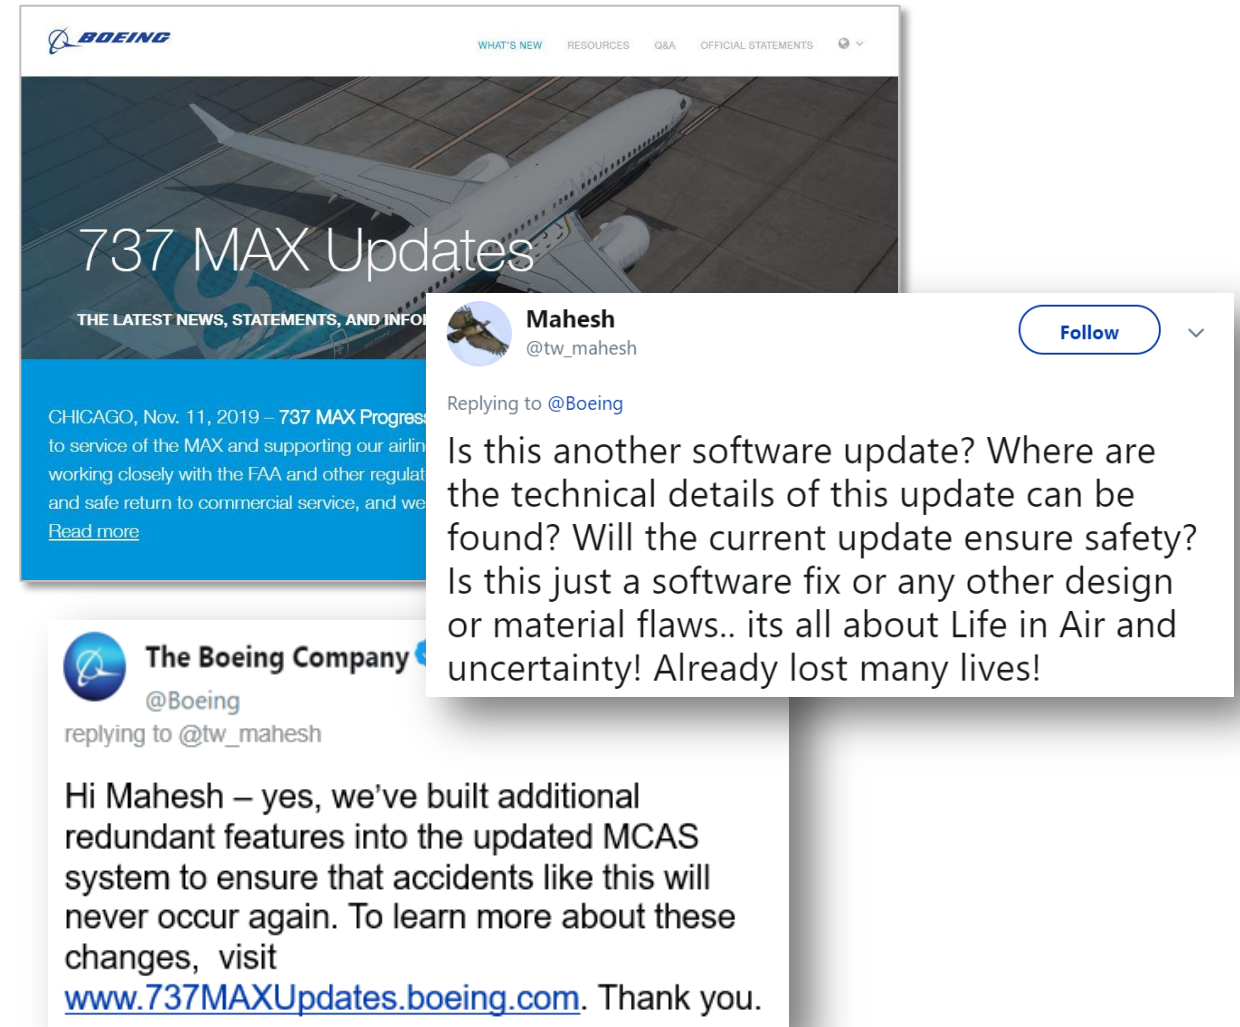 BOEING
WHAT'S NEW RESOURCES Q&A OFFICIAL STATEMENTS
737 MAX Updates
THE LATEST NEWS, STATEMENTS, AND INFO
CHICAGO, Nov. 11, 2019 – 737 MAX Progress
to service of the MAX and supporting our airlin
working closely with the FAA and other regulat
and safe return to commercial service, and we
Read more
Mahesh
@tw_mahesh
Follow
Replying to @Boeing
Is this another software update? Where are
the technical details of this update can be
found? Will the current update ensure safety?
Is this just a software fix or any other design
or material flaws.. its all about Life in Air and
uncertainty! Already lost many lives!
The Boeing Company
@Boeing
replying to @tw_mahesh
Hi Mahesh – yes, we've built additional
redundant features into the updated MCAS
system to ensure that accidents like this will
never occur again. To learn more about these
changes, visit
www.737MAXUpdates.boeing.com. Thank you.